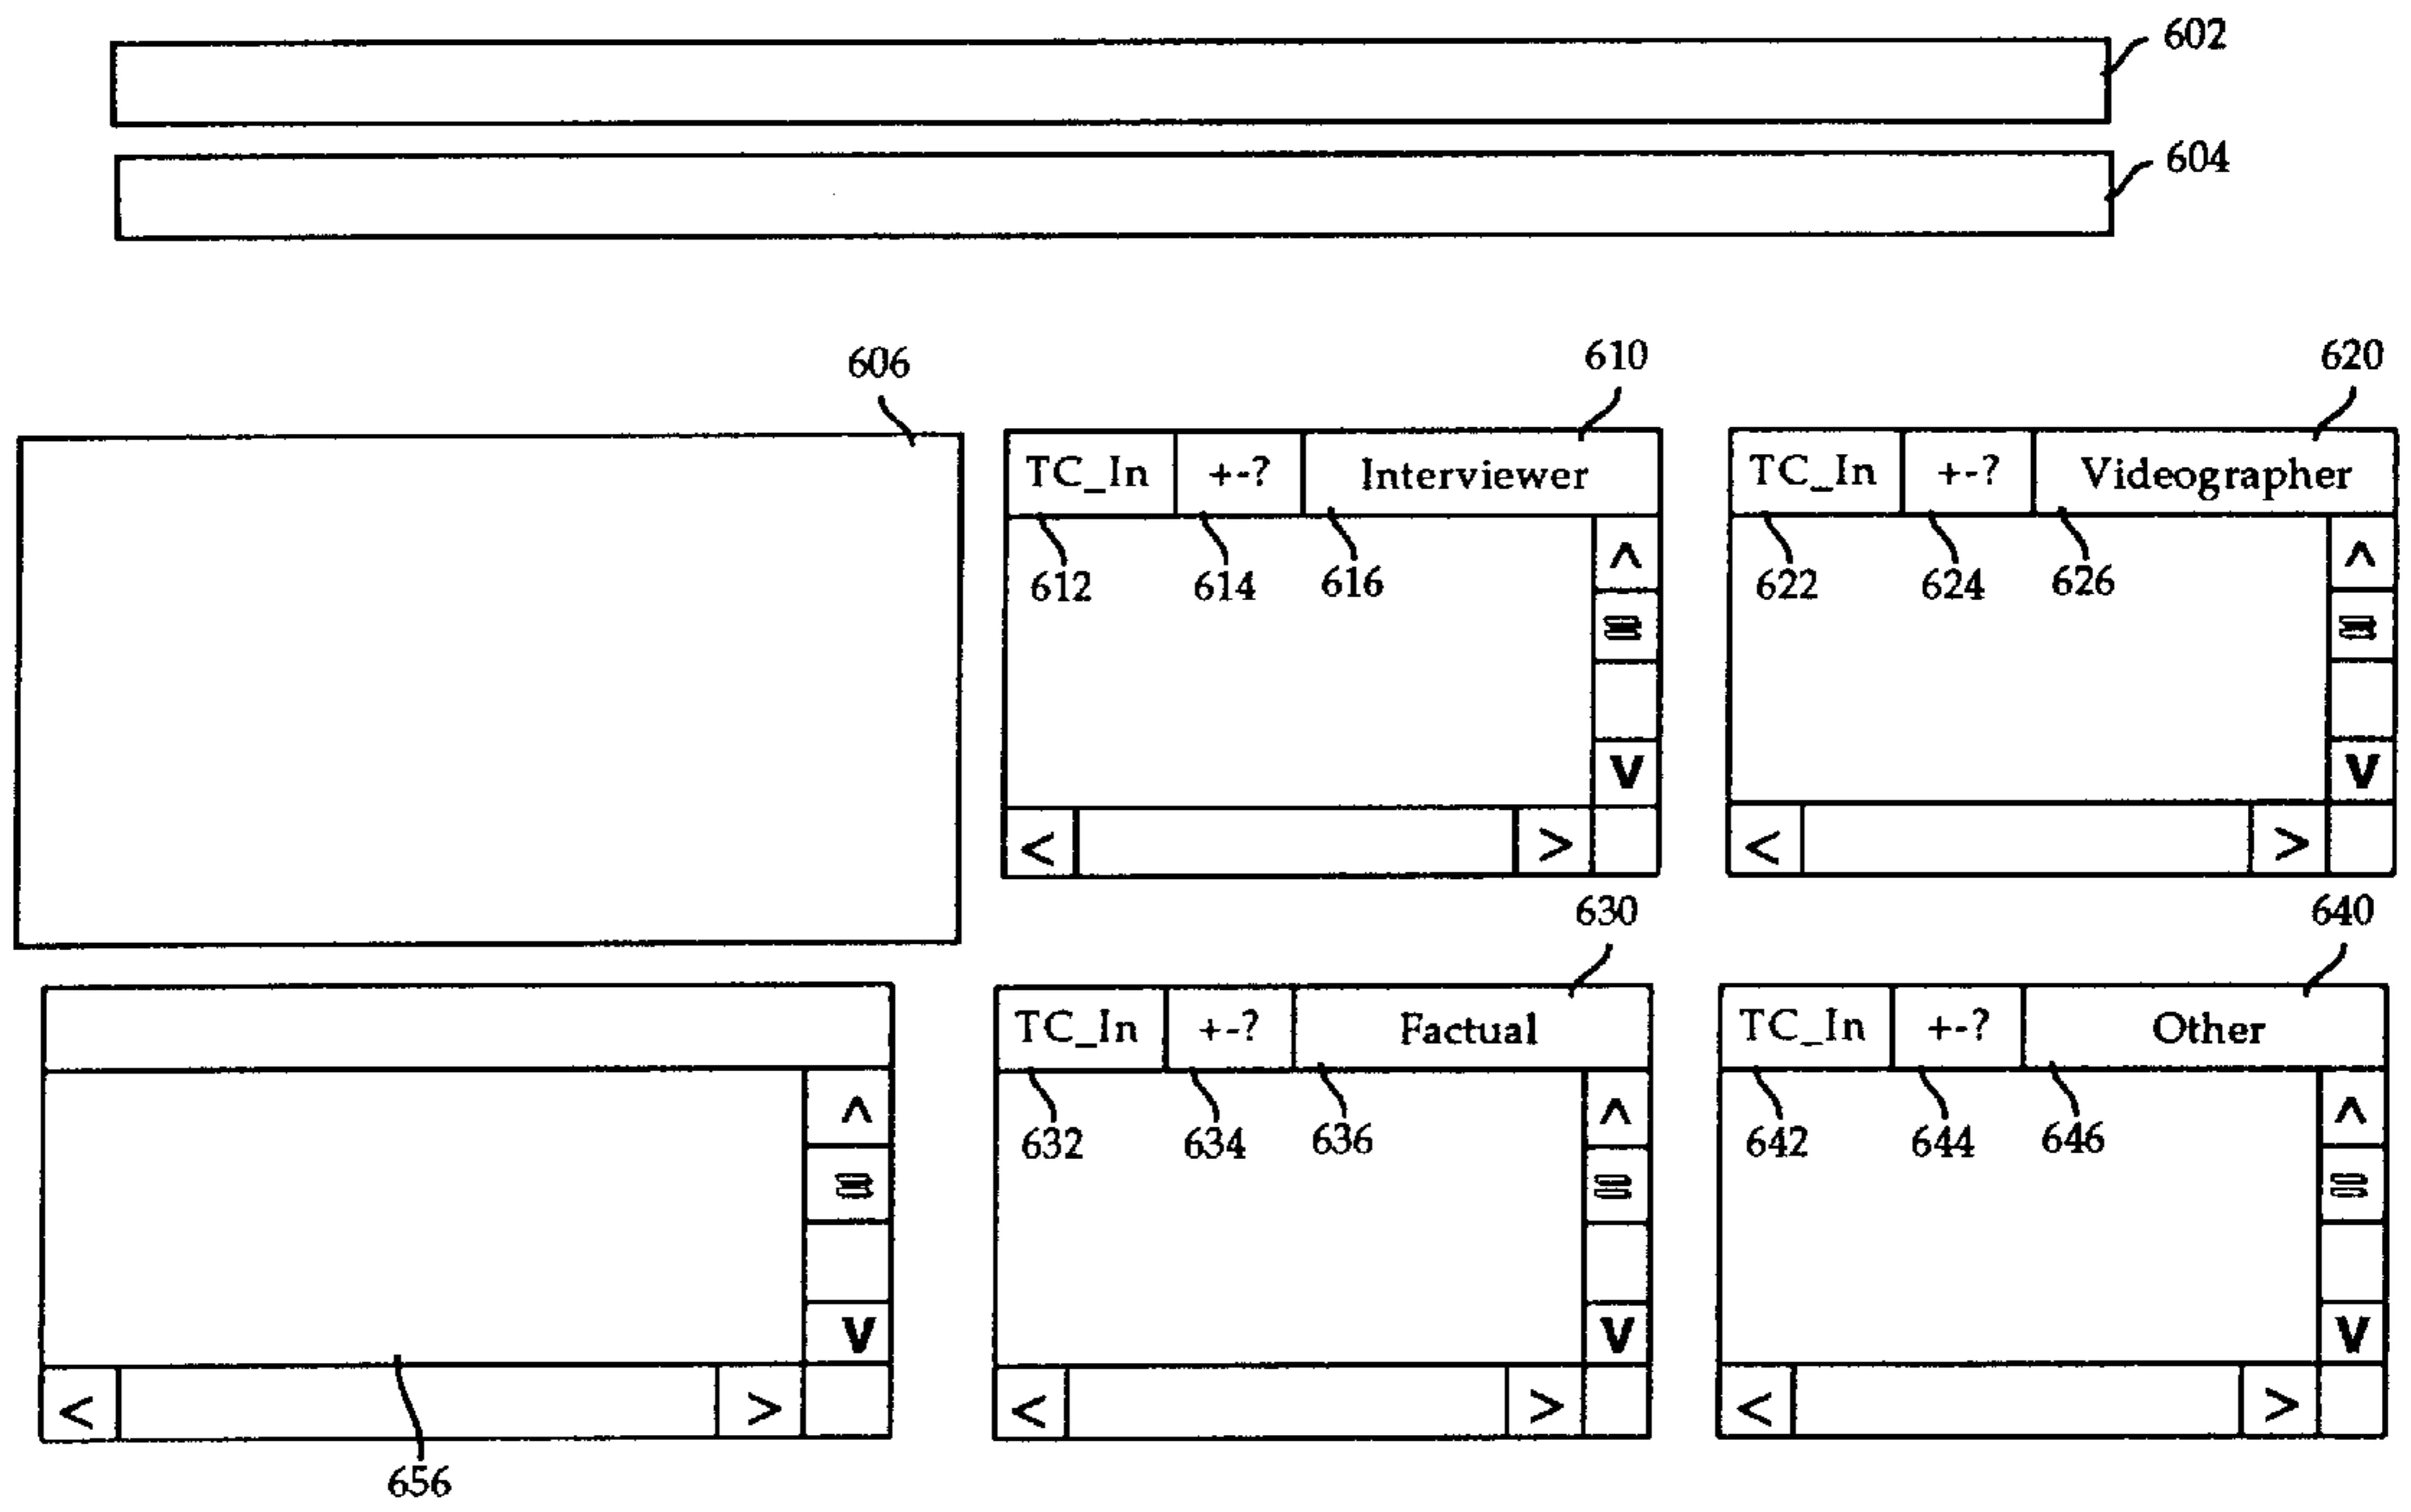 602
604
606
610
620
TC_In +-? Interviewer
TC_In +-? Videographer
612 614 616
622 624 626
^
^
V
V
< >
< >
630
640
TC_In +-? Factual
TC_In +-? Other
^
632 634 636
^
642 644 646
^
V
V
V
< >
< >
< >
656